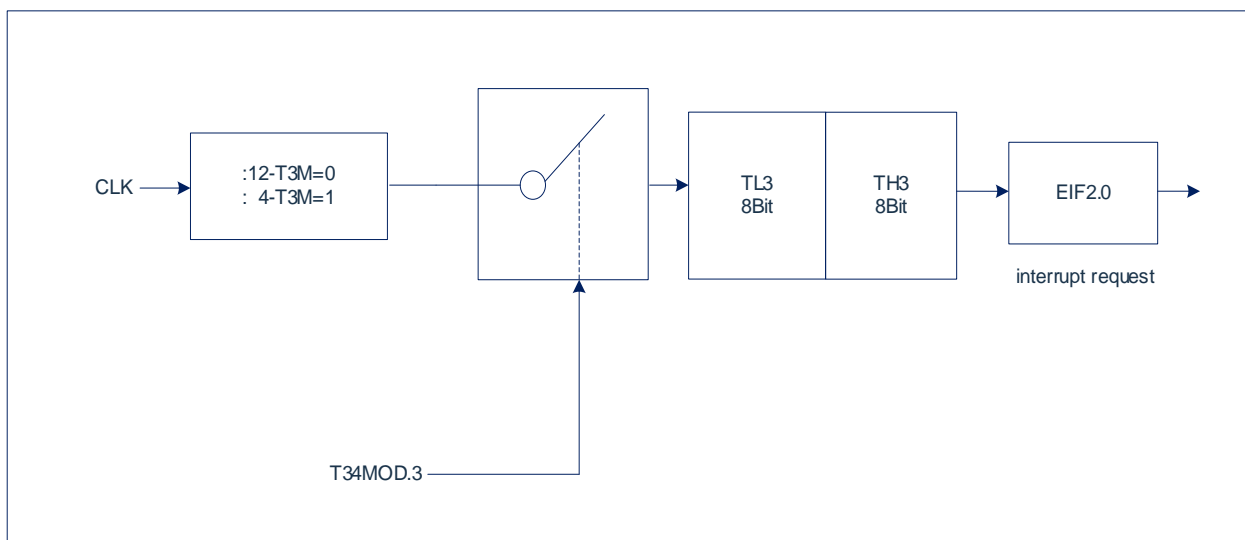 CLK
:12-T3M=0
: 4-T3M=1
TL3
8Bit
TH3
8Bit
EIF2.0
interrupt request
T34MOD.3